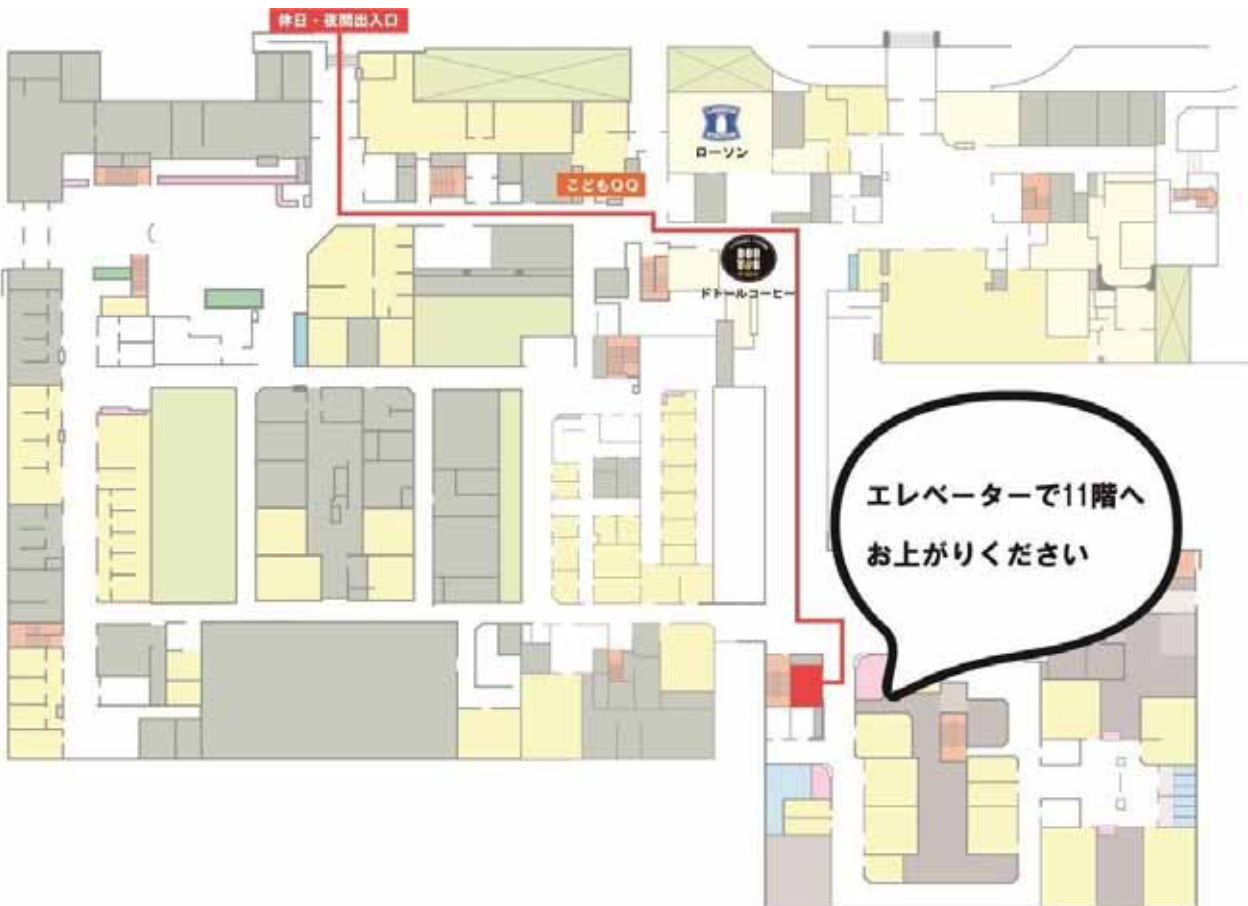 休日・夜間出入口
ローソン
こどもQQ
ドトールコーヒー
エレベーターで11階へ
お上がりください